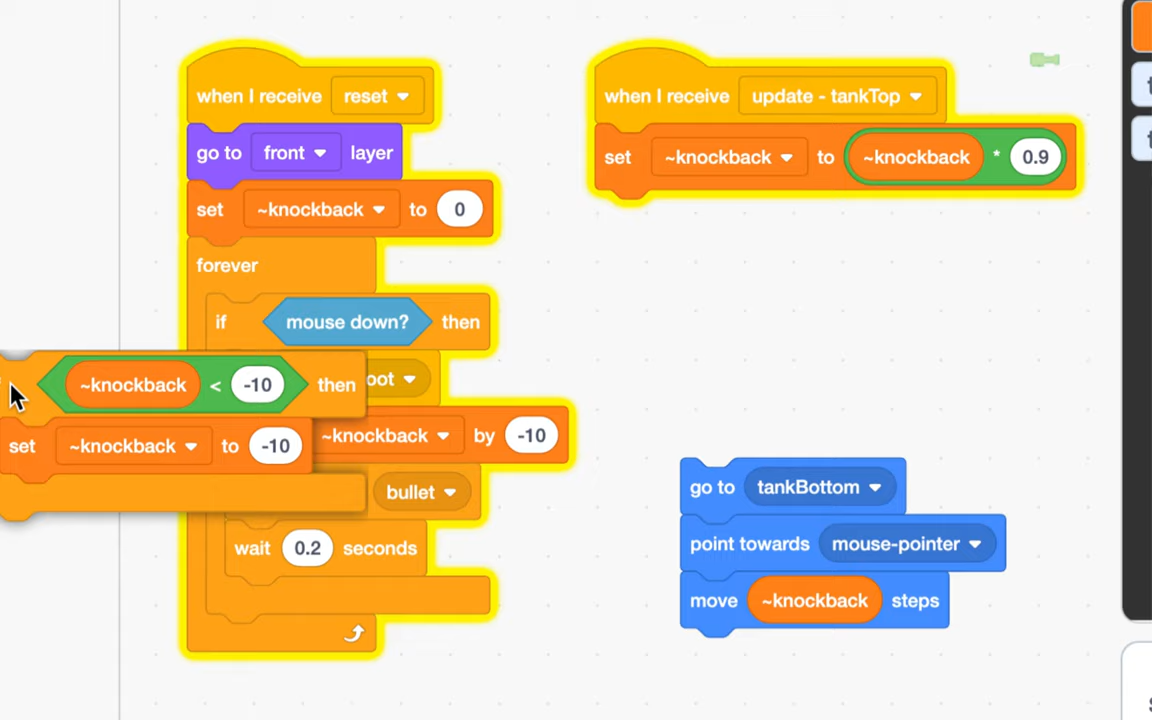 when I receive reset
go to front layer
set ~knockback to 0
forever
if mouse down? then
~knockback < -10 then
oot
set ~knockback to -10
~knockback by -10
bullet
wait 0.2 seconds
when I receive update - tankTop
set ~knockback to ~knockback * 0.9
go to tankBottom
point towards mouse-pointer
move ~knockback steps